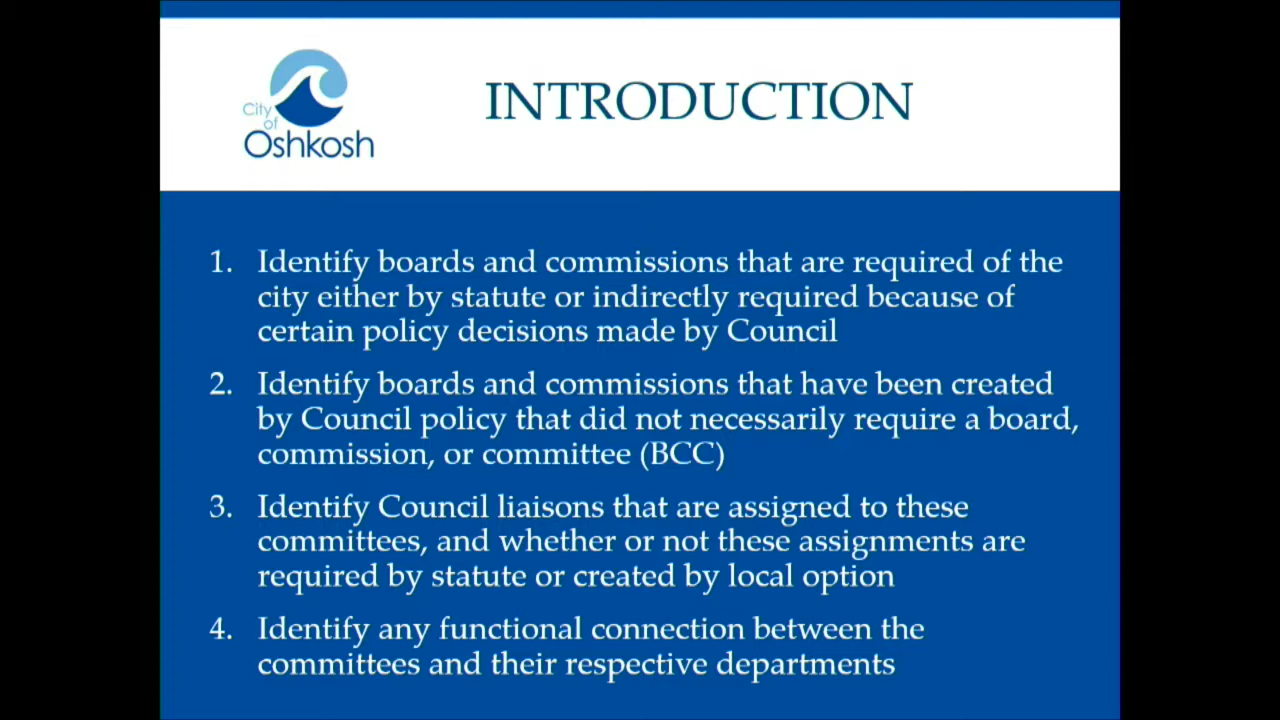 City
of
Oshkosh
INTRODUCTION
1. Identify boards and commissions that are required of the
city either by statute or indirectly required because of
certain policy decisions made by Council
2. Identify boards and commissions that have been created
by Council policy that did not necessarily require a board,
commission, or committee (BCC)
3. Identify Council liaisons that are assigned to these
committees, and whether or not these assignments are
required by statute or created by local option
4. Identify any functional connection between the
committees and their respective departments